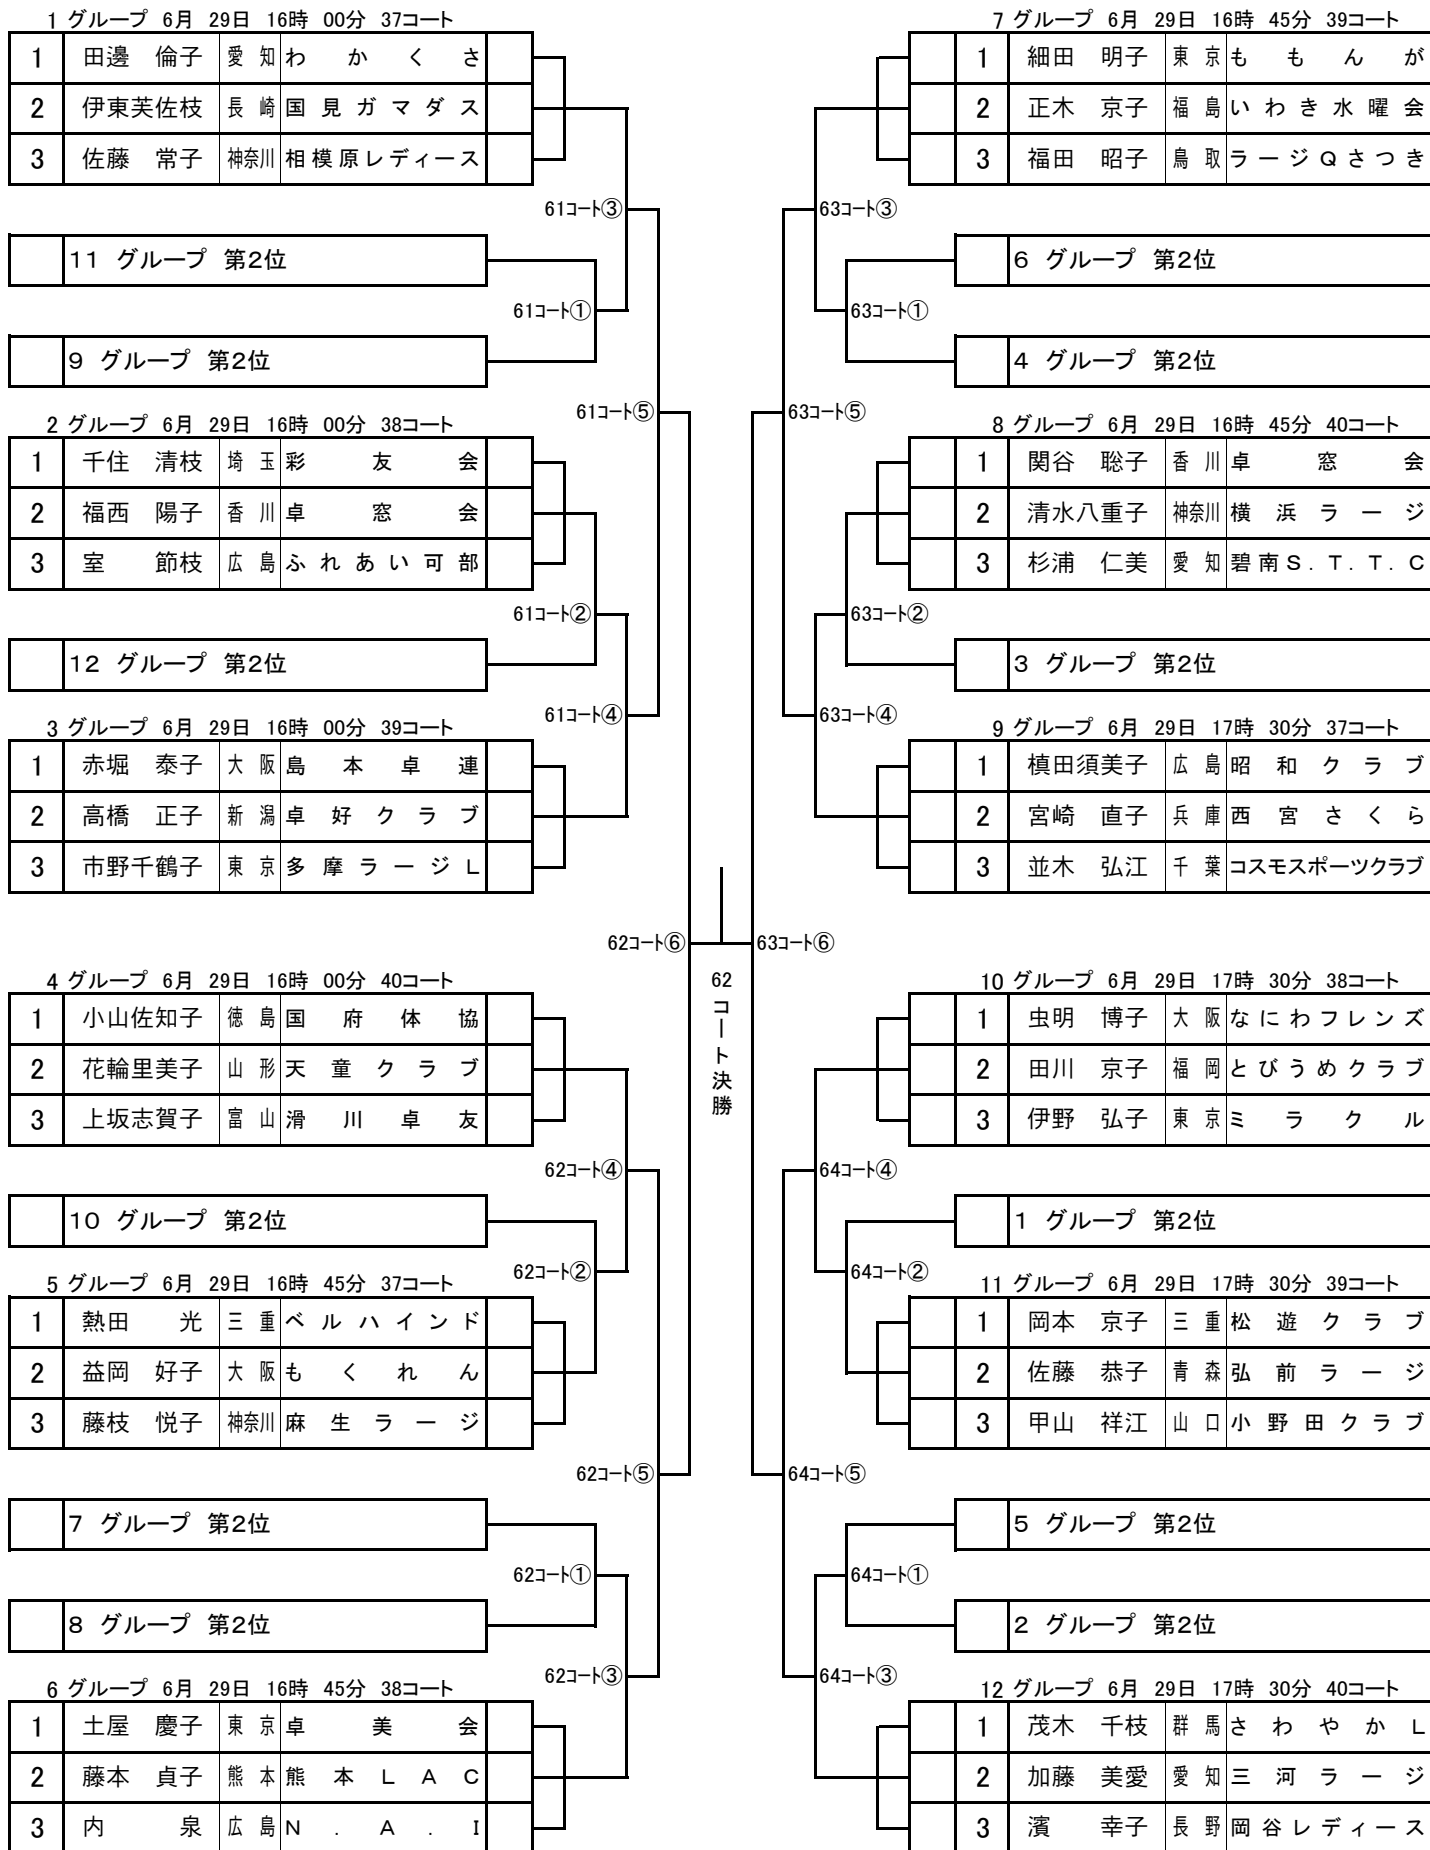 1 グループ 6月 29日 16時 00分 37コート
1 田邊 倫子 愛知 わかくさ
2 伊東芙佐枝 長崎 国見ガマダス
3 佐藤 常子 神奈川 相模原レディース
61コート③
11 グループ 第2位
61コート①
9 グループ 第2位
61コート⑤
2 グループ 6月 29日 16時 00分 38コート
1 千住 清枝 埼玉 彩友会
2 福西 陽子 香川 卓窓会
3 室 節枝 広島 ふれあい可部
61コート②
12 グループ 第2位
61コート④
3 グループ 6月 29日 16時 00分 39コート
1 赤堀 泰子 大阪 島本卓連
2 高橋 正子 新潟 卓好クラブ
3 市野千鶴子 東京 多摩ラージL
62コート⑥
4 グループ 6月 29日 16時 00分 40コート
1 小山佐知子 徳島 国府体協
2 花輪里美子 山形 天童クラブ
3 上坂志賀子 富山 滑川卓友
62コート④
10 グループ 第2位
62コート②
5 グループ 6月 29日 16時 45分 37コート
1 熱田 光 三重 ベルハインド
2 益岡 好子 大阪 もくれん
3 藤枝 悦子 神奈川 麻生ラージ
62コート⑤
7 グループ 第2位
62コート①
8 グループ 第2位
62コート③
6 グループ 6月 29日 16時 45分 38コート
1 土屋 慶子 東京 卓美会
2 藤本 貞子 熊本 熊本LAC
3 内 泉 広島 N.A.I
62コート決勝
7 グループ 6月 29日 16時 45分 39コート
1 細田 明子 東京 ももんが
2 正木 京子 福島 いわき水曜会
3 福田 昭子 鳥取 ラージQさつき
63コート③
6 グループ 第2位
63コート①
4 グループ 第2位
63コート⑤
8 グループ 6月 29日 16時 45分 40コート
1 関谷 聡子 香川 卓窓会
2 清水八重子 神奈川 横浜ラージ
3 杉浦 仁美 愛知 碧南S.T.T.C
63コート②
3 グループ 第2位
63コート④
9 グループ 6月 29日 17時 30分 37コート
1 槙田須美子 広島 昭和クラブ
2 宮崎 直子 兵庫 西宮さくら
3 並木 弘江 千葉 コスモスポーツクラブ
63コート⑥
10 グループ 6月 29日 17時 30分 38コート
1 虫明 博子 大阪 なにわフレンズ
2 田川 京子 福岡 とびうめクラブ
3 伊野 弘子 東京 ミラクル
64コート④
1 グループ 第2位
64コート②
11 グループ 6月 29日 17時 30分 39コート
1 岡本 京子 三重 松遊クラブ
2 佐藤 恭子 青森 弘前ラージ
3 甲山 祥江 山口 小野田クラブ
64コート⑤
5 グループ 第2位
64コート①
2 グループ 第2位
64コート③
12 グループ 6月 29日 17時 30分 40コート
1 茂木 千枝 群馬 さわやかL
2 加藤 美愛 愛知 三河ラージ
3 濱 幸子 長野 岡谷レディース